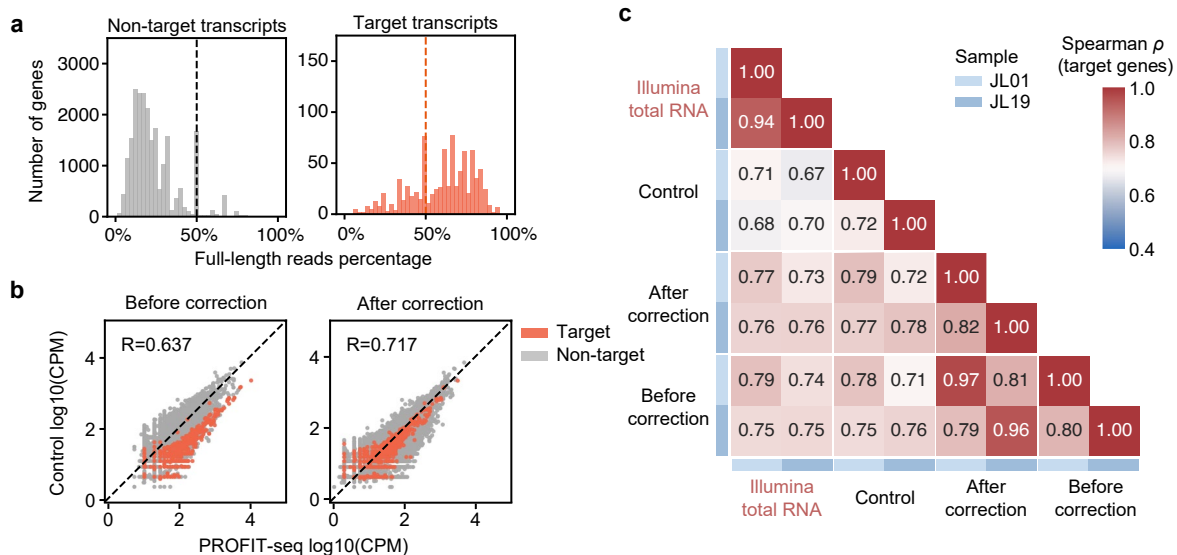 a
Non-target transcripts
Target transcripts
Number of genes
3000
2000
1000
0
150
100
50
0
0%
50%
100%
0%
50%
100%
Full-length reads percentage
b
Before correction
After correction
R=0.637
R=0.717
Target
Non-target
Control log10(CPM)
4
2
0
0
2
4
0
2
4
PROFIT-seq log10(CPM)
c
Sample
JL01
JL19
Spearman ρ
(target genes)
1.0
0.8
0.6
0.4
Illumina
total RNA
Control
After
correction
Before
correction
1.00
0.94 1.00
0.71 0.67 1.00
0.68 0.70 0.72 1.00
0.77 0.73 0.79 0.72 1.00
0.76 0.76 0.77 0.78 0.82 1.00
0.79 0.74 0.78 0.71 0.97 0.81 1.00
0.75 0.75 0.75 0.76 0.79 0.96 0.80 1.00
Illumina
total RNA
Control
After
correction
Before
correction